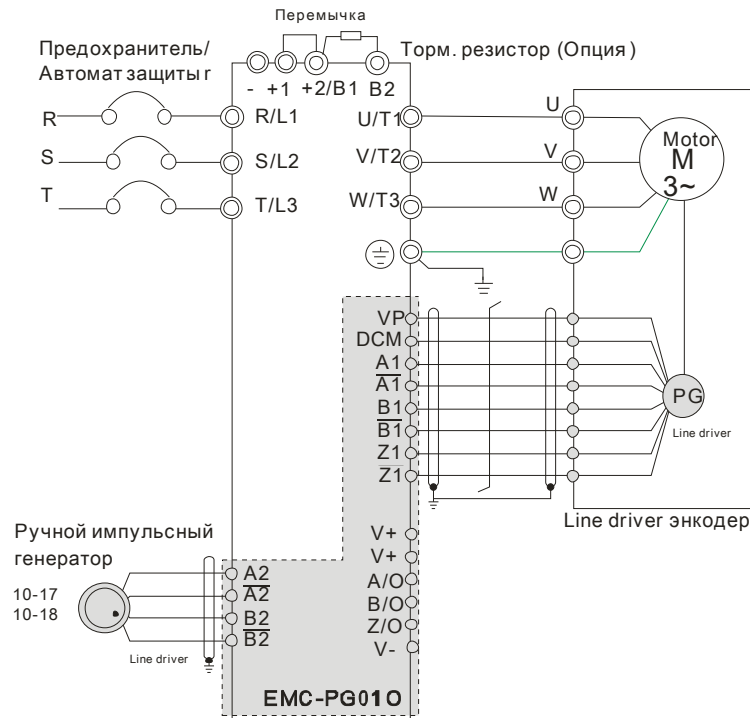 Перемычка
Предохранитель/
Автомат защиты г
Торм. резистор (Опция)
- +1 +2/B1 B2
R
R/L1
U/T1
U
S
S/L2
V/T2
V
T
T/L3
W/T3
W
Motor
M
3~
VP
DCM
A1
A1
B1
B1
Z1
Z1
PG
Line driver
Line driver энкодер
V+
V+
A/O
B/O
Z/O
V-
Ручной импульсный
генератор
10-17
10-18
A2
A2
B2
B2
Line driver
EMC-PG01O